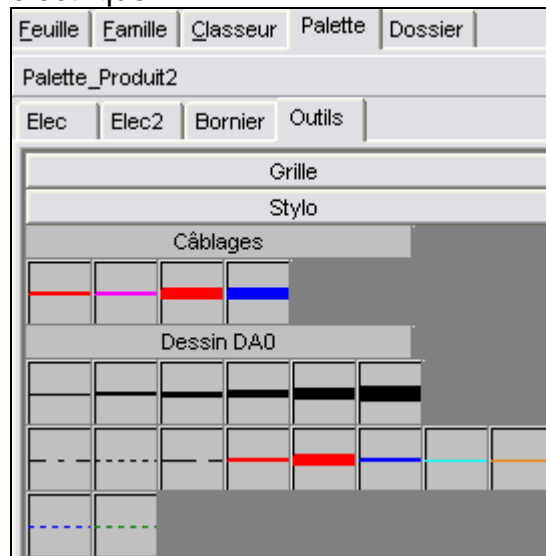 Feuille Famille Classeur Palette Dossier
Palette_Produit2
Elec Elec2 Bornier Outils
Grille
Stylo
Câblages
Dessin DA0